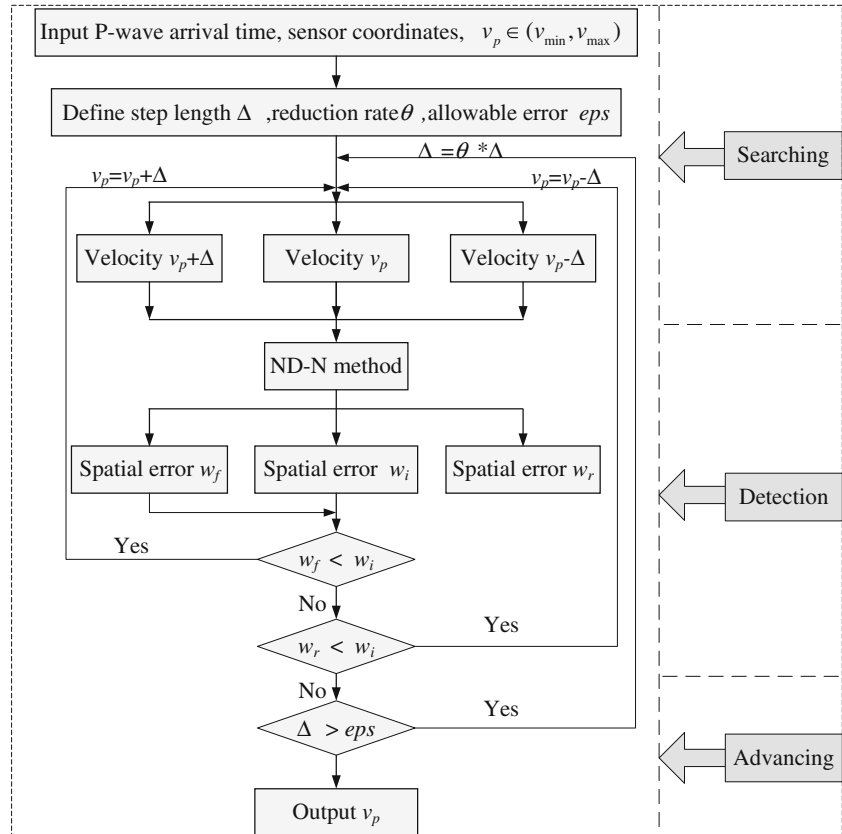 Input P-wave arrival time, sensor coordinates, v_p ∈ (v_min, v_max)
Define step length Δ ,reduction rate θ ,allowable error eps
Δ =θ *Δ
v_p=v_p+Δ
v_p=v_p-Δ
Searching
Velocity v_p+Δ
Velocity v_p
Velocity v_p-Δ
ND-N method
Spatial error w_f
Spatial error w_i
Spatial error w_r
Detection
Yes
w_f < w_i
No
w_r < w_i
Yes
No
Δ > eps
Yes
Advancing
Output v_p